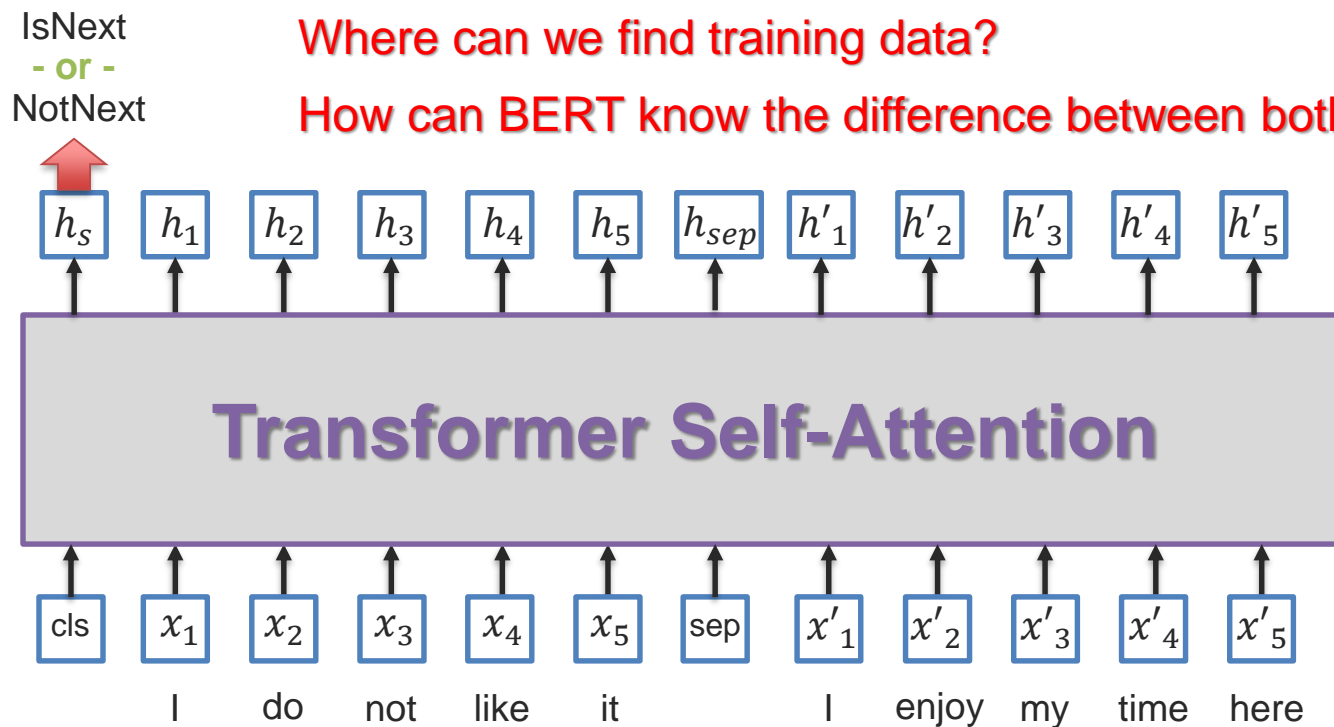 IsNext
- or -
NotNext
Where can we find training data?
How can BERT know the difference between
h_s h_1 h_2 h_3 h_4 h_5 h_sep h'_1 h'_2 h'_3 h'_4 h'_5
Transformer Self-Attention
cls x_1 x_2 x_3 x_4 x_5 sep x'_1 x'_2 x'_3 x'_4 x'_5
I do not like it I enjoy my time here